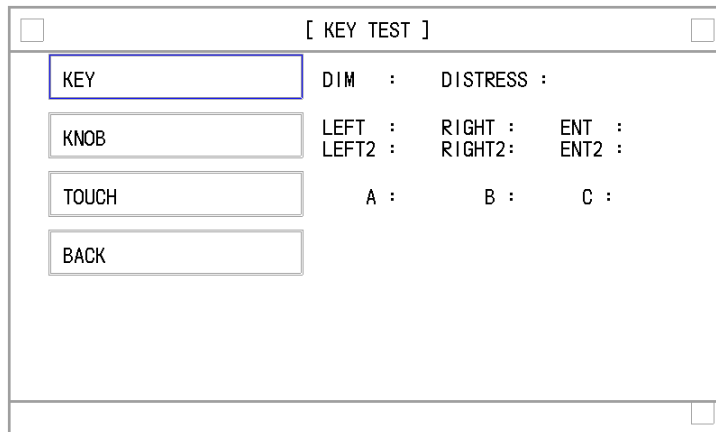 [ KEY TEST ]
KEY
DIM : DISTRESS :
KNOB
LEFT : RIGHT : ENT :
LEFT2 : RIGHT2: ENT2 :
TOUCH
A : B : C :
BACK